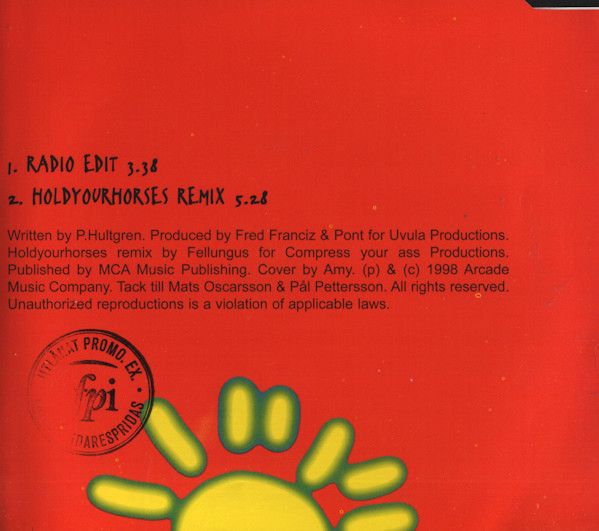 1. RADIO EDIT 3.38
2. HOLDYOURHORSES REMIX 5.28
Written by P.Hultgren. Produced by Fred Franciz & Pont for Uvula Productions.
Holdyourhorses remix by Fellungus for Compress your ass Productions.
Published by MCA Music Publishing. Cover by Amy. (p) & (c) 1998 Arcade
Music Company. Tack till Mats Oscarsson & Pål Pettersson. All rights reserved.
Unauthorized reproductions is a violation of applicable laws.
UTLÅNAT PROMO. EX.
fpi